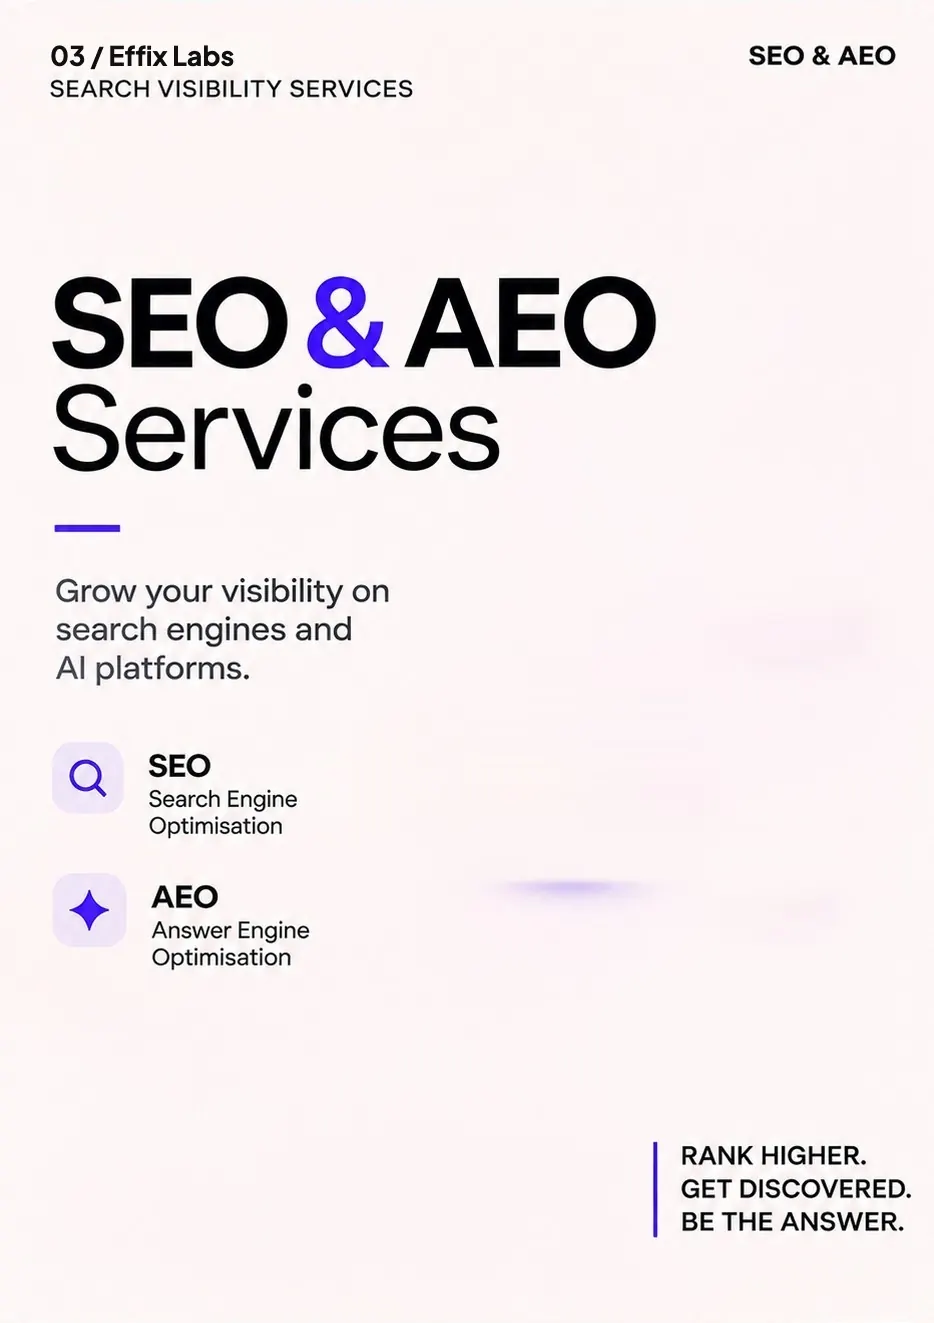 03 / Effix Labs
SEARCH VISIBILITY SERVICES
SEO & AEO
SEO & AEO
Services
Grow your visibility on
search engines and
AI platforms.
SEO
Search Engine
Optimisation
AEO
Answer Engine
Optimisation
RANK HIGHER.
GET DISCOVERED.
BE THE ANSWER.